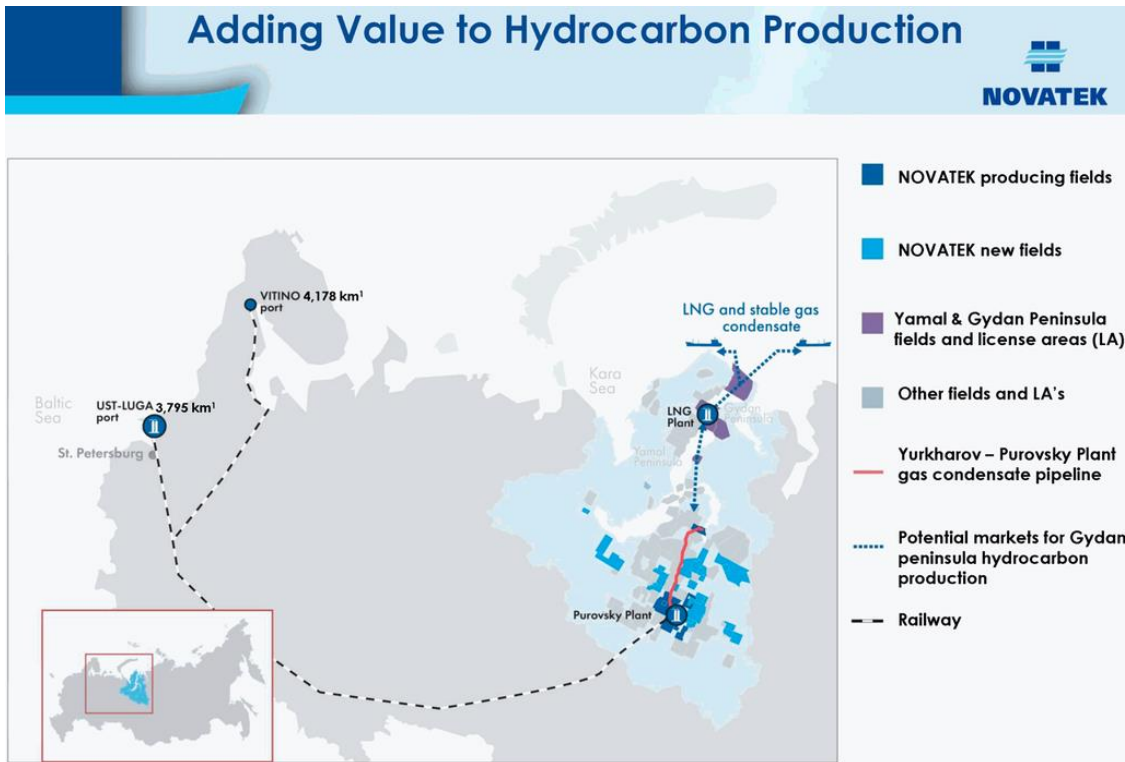 Adding Value to Hydrocarbon Production
NOVATEK
VITINO 4,178 km¹
port
UST-LUGA 3,795 km¹
port
Baltic
Sea
St. Petersburg
Kara
Sea
LNG and stable gas
condensate
LNG
Plant
Gydan
Peninsula
Yamal
Peninsula
Purovsky Plant
NOVATEK producing fields
NOVATEK new fields
Yamal & Gydan Peninsula
fields and license areas (LA)
Other fields and LA's
Yurkharov – Purovsky Plant
gas condensate pipeline
Potential markets for Gydan
peninsula hydrocarbon
production
Railway